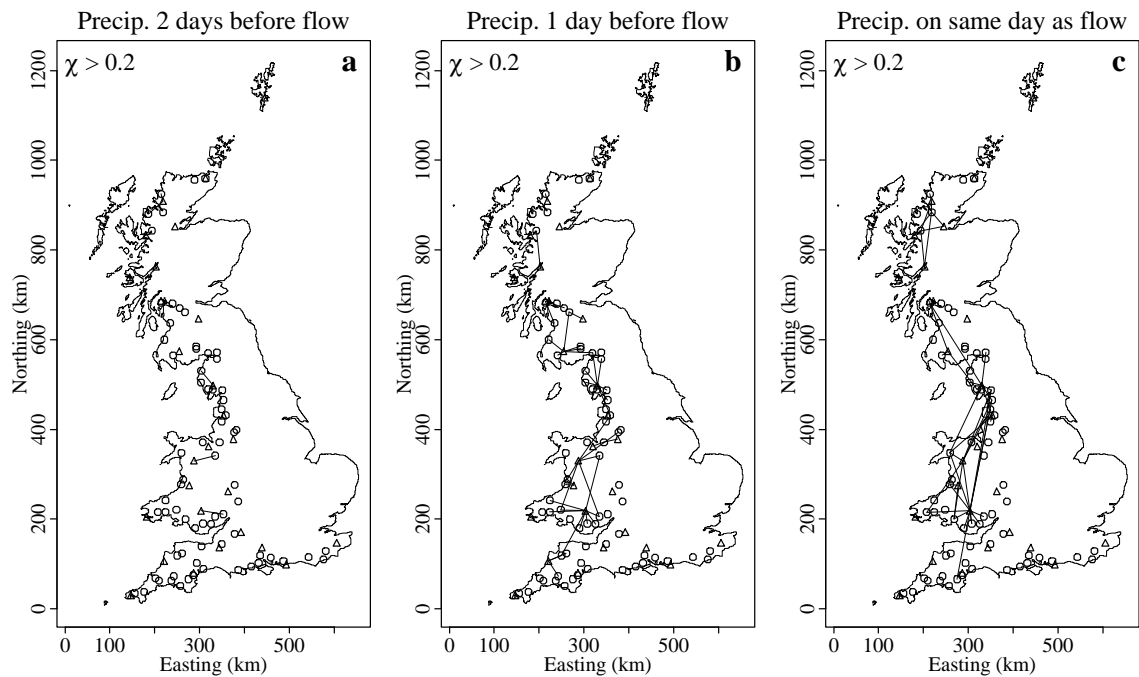 Precip. 2 days before flow
Precip. 1 day before flow
Precip. on same day as flow
χ > 0.2
a
χ > 0.2
b
χ > 0.2
c
Northing (km)
0
200
400
600
800
1000
1200
Northing (km)
0
200
400
600
800
1000
1200
Northing (km)
0
200
400
600
800
1000
1200
0 100 300 500
0 100 300 500
0 100 300 500
Easting (km)
Easting (km)
Easting (km)